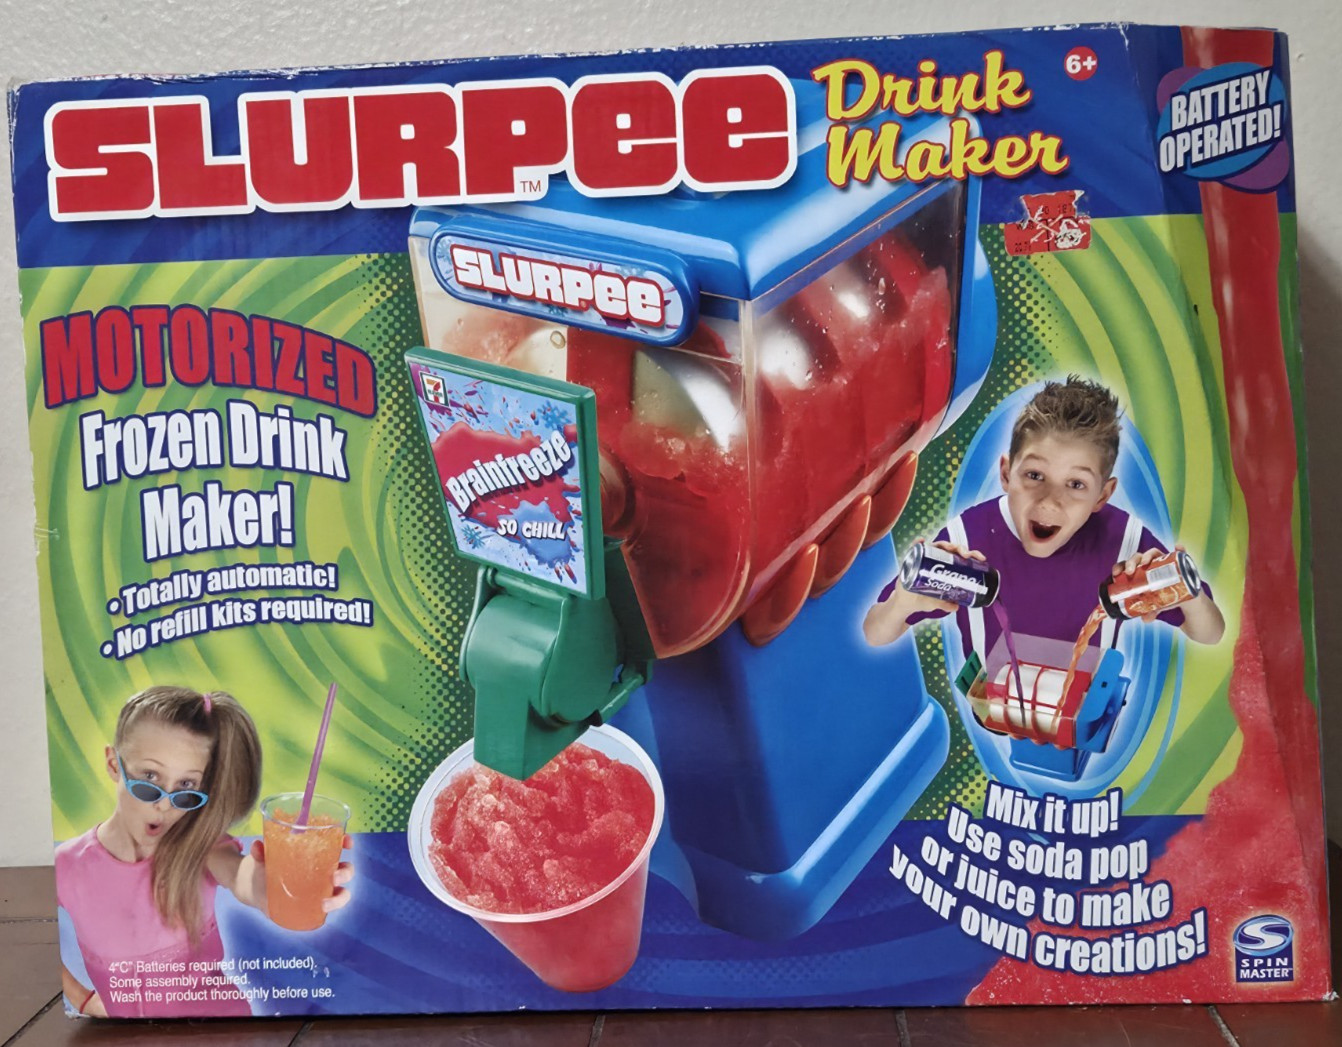 SLURPEE
TM
Drink
Maker
6+
BATTERY
OPERATED!
SLURPEE
MOTORIZED
Frozen Drink
Maker!
• Totally automatic!
• No refill kits required!
7
Brainfreeze
SO CHILL
Grape
Soda
Mix it up!
Use soda pop
or juice to make
your own creations!
4"C" Batteries required (not included).
Some assembly required.
Wash the product thoroughly before use.
SPIN
MASTER